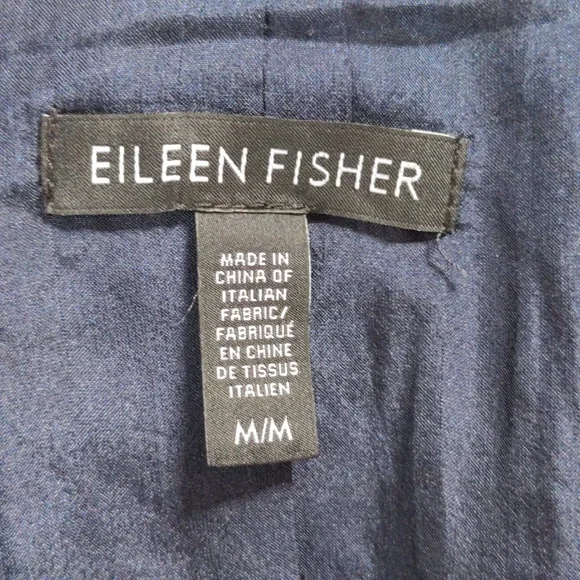 EILEEN FISHER
MADE IN
CHINA OF
ITALIAN
FABRIC/
FABRIQUÉ
EN CHINE
DE TISSUS
ITALIEN
M/M